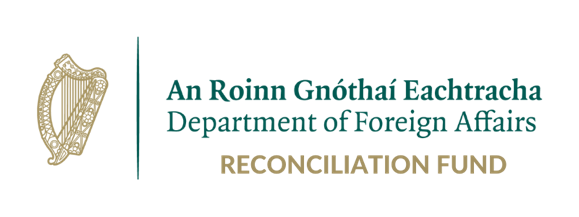 An Roinn Gnóthaí Eachtracha
Department of Foreign Affairs
RECONCILIATION FUND